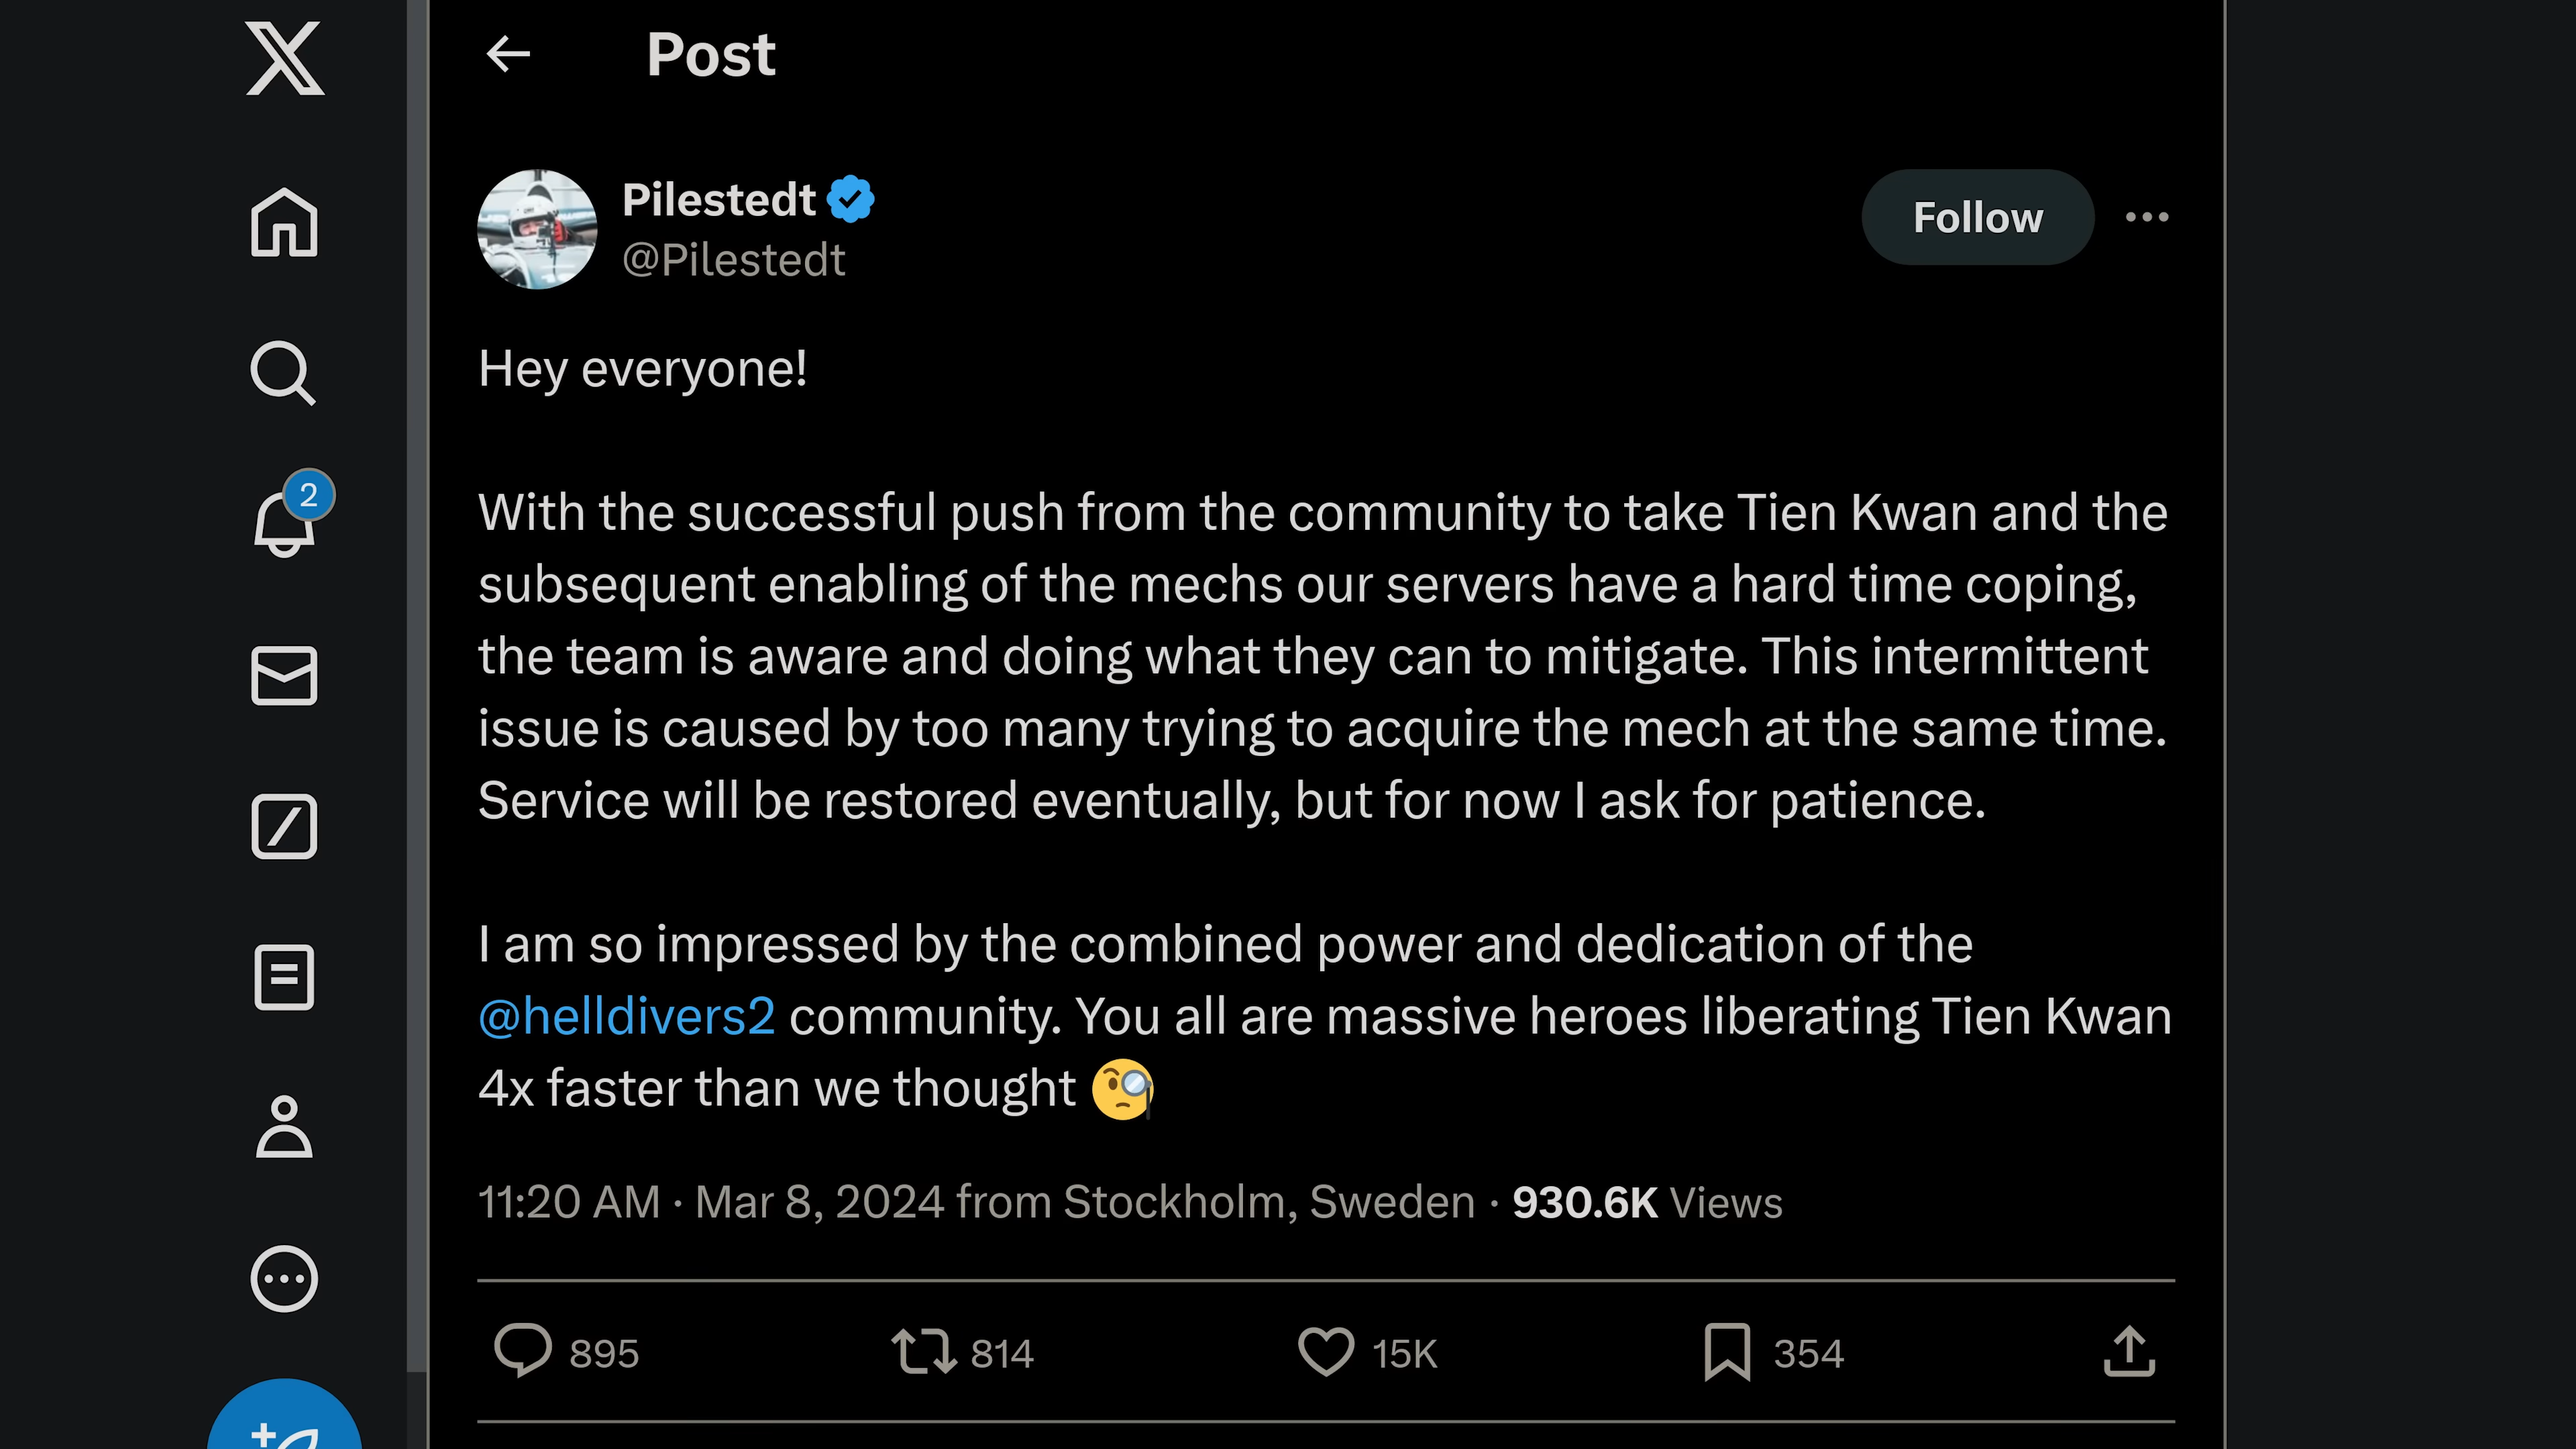 Post
Pilestedt
@Pilestedt
Follow
2
Hey everyone!
With the successful push from the community to take Tien Kwan and the
subsequent enabling of the mechs our servers have a hard time coping,
the team is aware and doing what they can to mitigate. This intermittent
issue is caused by too many trying to acquire the mech at the same time.
Service will be restored eventually, but for now I ask for patience.
I am so impressed by the combined power and dedication of the
@helldivers2 community. You all are massive heroes liberating Tien Kwan
4x faster than we thought 🧐
11:20 AM · Mar 8, 2024 from Stockholm, Sweden · 930.6K Views
895 814 15K 354